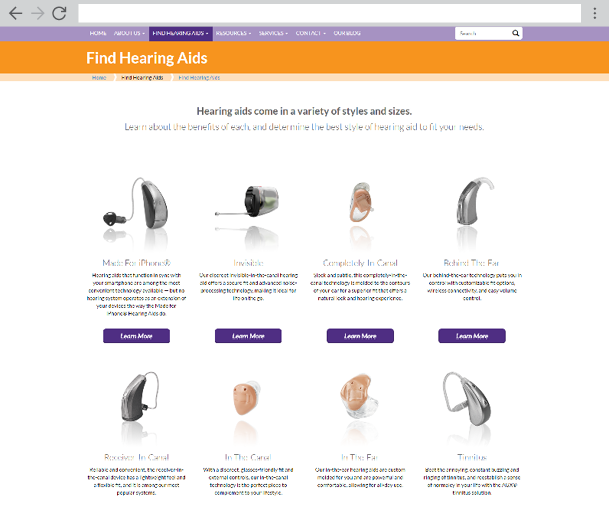 HOME ABOUT US FIND HEARING AIDS RESOURCES SERVICES CONTACT OUR BLOG Search
Find Hearing Aids
Home Find Hearing Aids Find Hearing Aids
Hearing aids come in a variety of styles and sizes.
Learn about the benefits of each, and determine the best style of hearing aid to fit your needs.
Made For iPhone®
Hearing aids that function in sync with
your smartphone are among the most
convenient technology available — but no
hearing system operates as an extension of
your devices the way the Made for
iPhone® Hearing Aids do.
Learn More
Invisible
Our discreet invisible-in-the-canal hearing
aid offers a secure fit and advanced noise-
processing technology, making it ideal for
life on the go.
Learn More
Completely In Canal
Sleek and subtle, this completely-in-the-
canal technology is molded to the contours
of your ear for a superior fit that offers a
natural look and hearing experience.
Learn More
Behind The Ear
Our behind-the-ear technology puts you in
control with customizable fit options,
wireless connectivity, and easy volume
control.
Learn More
Receiver In Canal
Reliable and convenient, the receiver-in-
the-canal device has a lightweight feel and
a flexible fit, and it is among our most
popular systems.
In The Canal
With a discreet, glasses-friendly fit and
external controls, our in-the-canal
technology is the perfect piece to
complement to your lifestyle.
In The Ear
Our in-the-ear hearing aids are custom
molded for you and are powerful and
comfortable, allowing for all-day use.
Tinnitus
Beat the annoying, constant buzzing and
ringing of tinnitus, and reestablish a sense
of normalcy in your life with the AUX®
tinnitus solution.